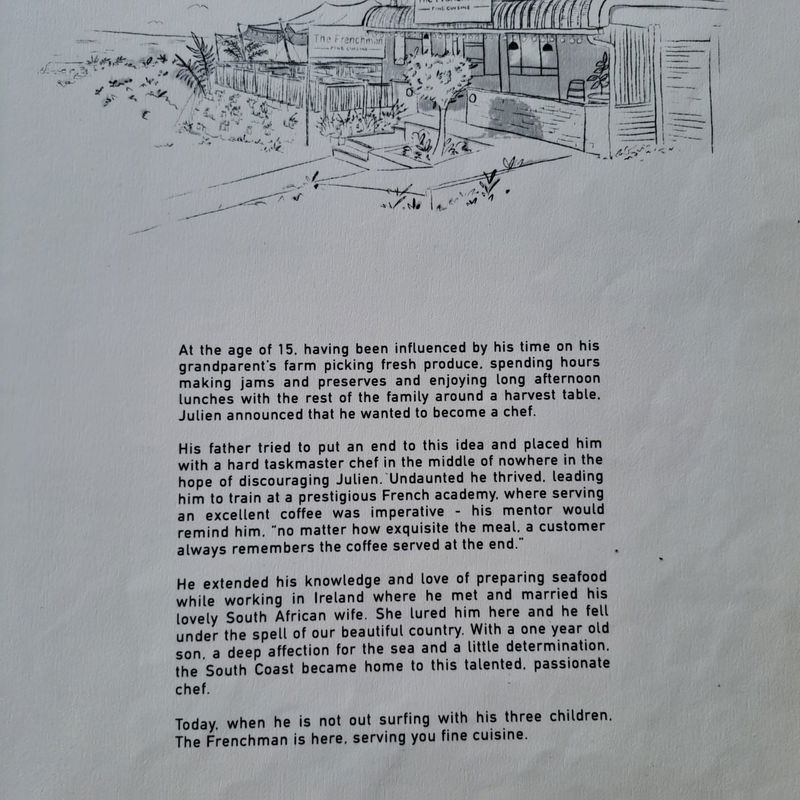 The Frenchman
FINE CUISINE
The Frenchman
FINE CUISINE
At the age of 15, having been influenced by his time on his
grandparent's farm picking fresh produce, spending hours
making jams and preserves and enjoying long afternoon
lunches with the rest of the family around a harvest table,
Julien announced that he wanted to become a chef.
His father tried to put an end to this idea and placed him
with a hard taskmaster chef in the middle of nowhere in the
hope of discouraging Julien. Undaunted he thrived, leading
him to train at a prestigious French academy, where serving
an excellent coffee was imperative - his mentor would
remind him, "no matter how exquisite the meal, a customer
always remembers the coffee served at the end."
He extended his knowledge and love of preparing seafood
while working in Ireland where he met and married his
lovely South African wife. She lured him here and he fell
under the spell of our beautiful country. With a one year old
son, a deep affection for the sea and a little determination,
the South Coast became home to this talented, passionate
chef.
Today, when he is not out surfing with his three children,
The Frenchman is here, serving you fine cuisine.